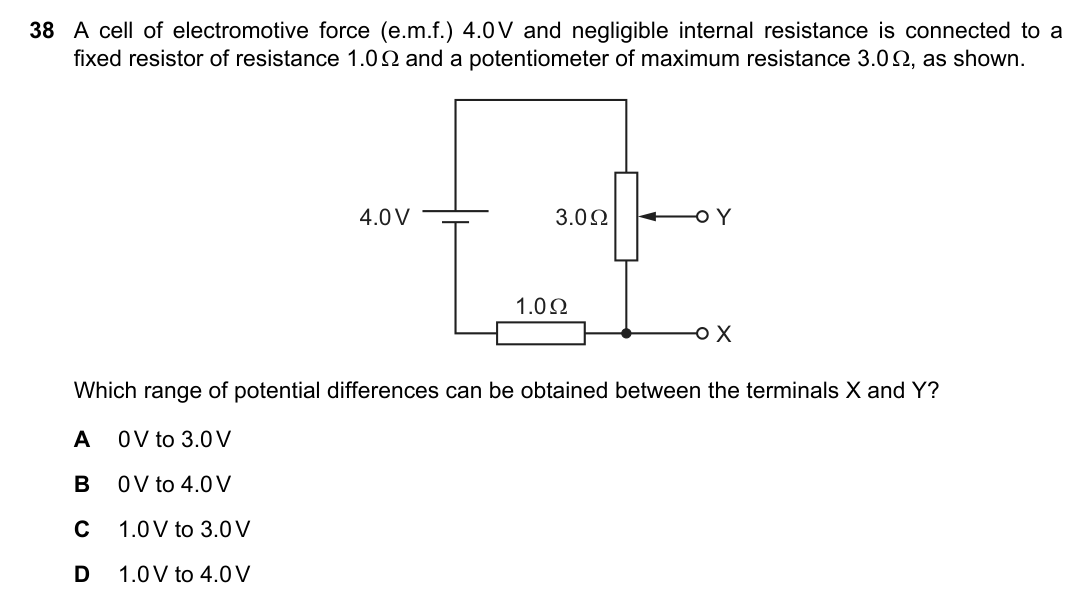 38 A cell of electromotive force (e.m.f.) 4.0 V and negligible internal resistance is connected to a
fixed resistor of resistance 1.0 Ω and a potentiometer of maximum resistance 3.0 Ω, as shown.
4.0 V
3.0 Ω
Y
1.0 Ω
X
Which range of potential differences can be obtained between the terminals X and Y?
A 0 V to 3.0 V
B 0 V to 4.0 V
C 1.0 V to 3.0 V
D 1.0 V to 4.0 V